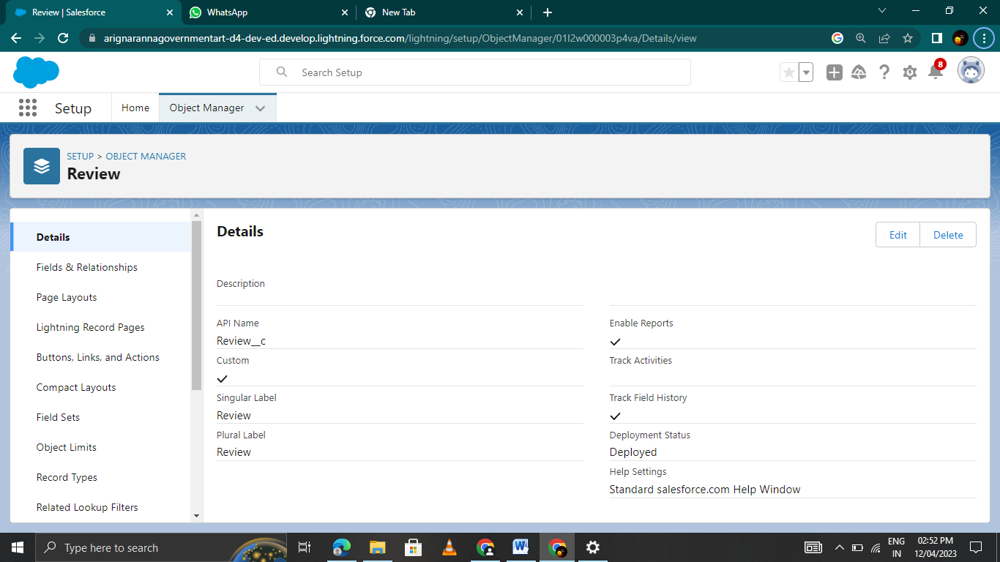 Review | Salesforce
WhatsApp
New Tab
arignarannagovernmentart-d4-dev-ed.develop.lightning.force.com/lightning/setup/ObjectManager/01I2w000003p4va/Details/view
Search Setup
8
Setup
Home
Object Manager
SETUP > OBJECT MANAGER
Review
Details
Fields & Relationships
Page Layouts
Lightning Record Pages
Buttons, Links, and Actions
Compact Layouts
Field Sets
Object Limits
Record Types
Related Lookup Filters
Details
Edit
Delete
Description
API Name
Review__c
Custom
Singular Label
Review
Plural Label
Review
Enable Reports
Track Activities
Track Field History
Deployment Status
Deployed
Help Settings
Standard salesforce.com Help Window
Type here to search
ENG
IN
02:52 PM
12/04/2023